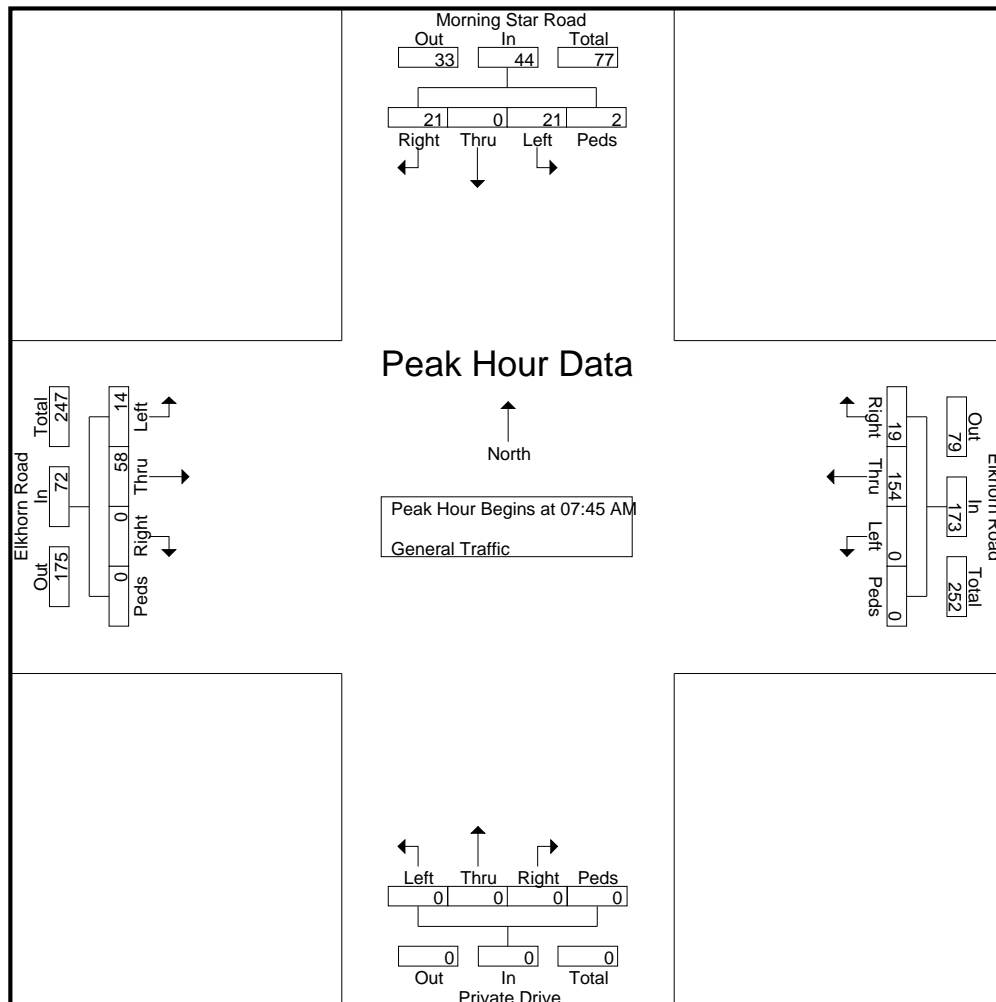 Morning Star Road
Out In Total
33 44 77
21 0 21 2
Right Thru Left Peds
Peak Hour Data
North
Peak Hour Begins at 07:45 AM
General Traffic
Elkhorn Road
Total In Out
247 72 175
14 58 0 0
Left Thru Right Peds
Right Thru Left Peds
19 154 0 0
Out In Total
79 173 252
Elkhorn Road
Left Thru Right Peds
0 0 0 0
0 0 0
Out In Total
Private Drive